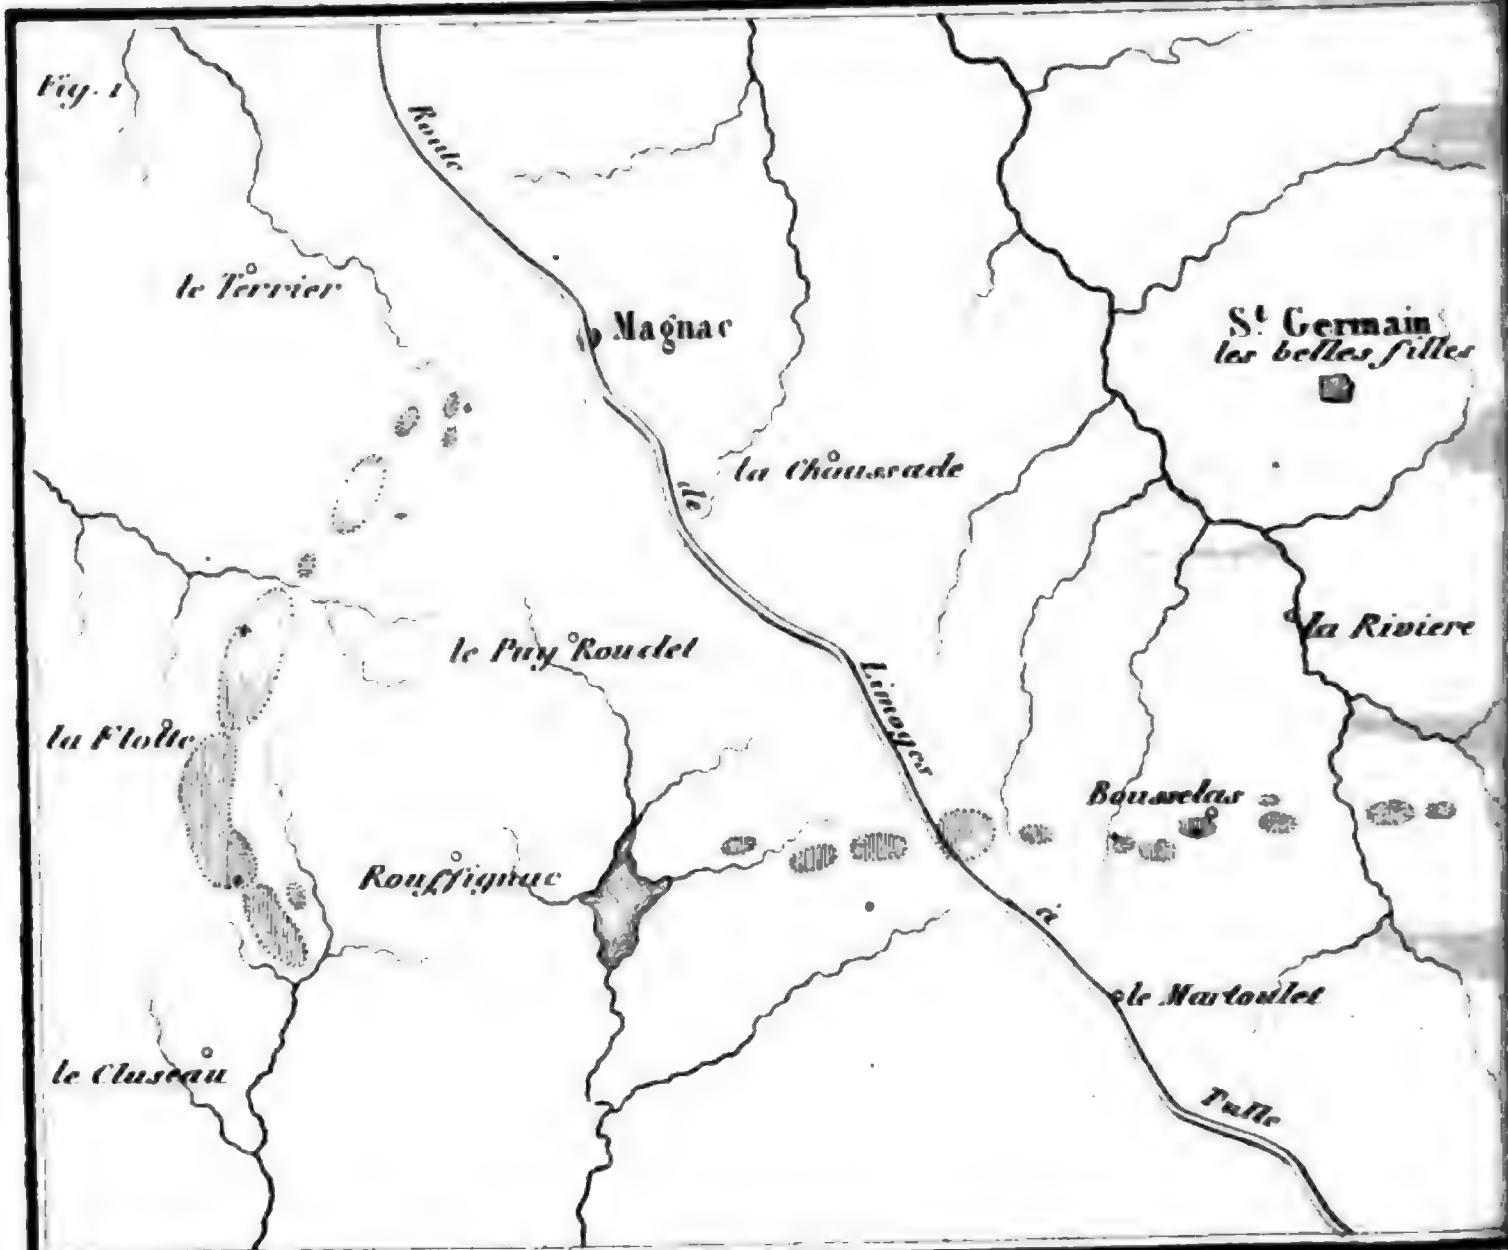 Fig. 1
Route
le Terrier
Magnac
St Germain
les belles filles
la Chaussade
de
la Riviere
le Puy Roudet
Limoges
la Flotte
Bousselas
Rouffignac
à
le Martoulet
le Cluseau
Tulle